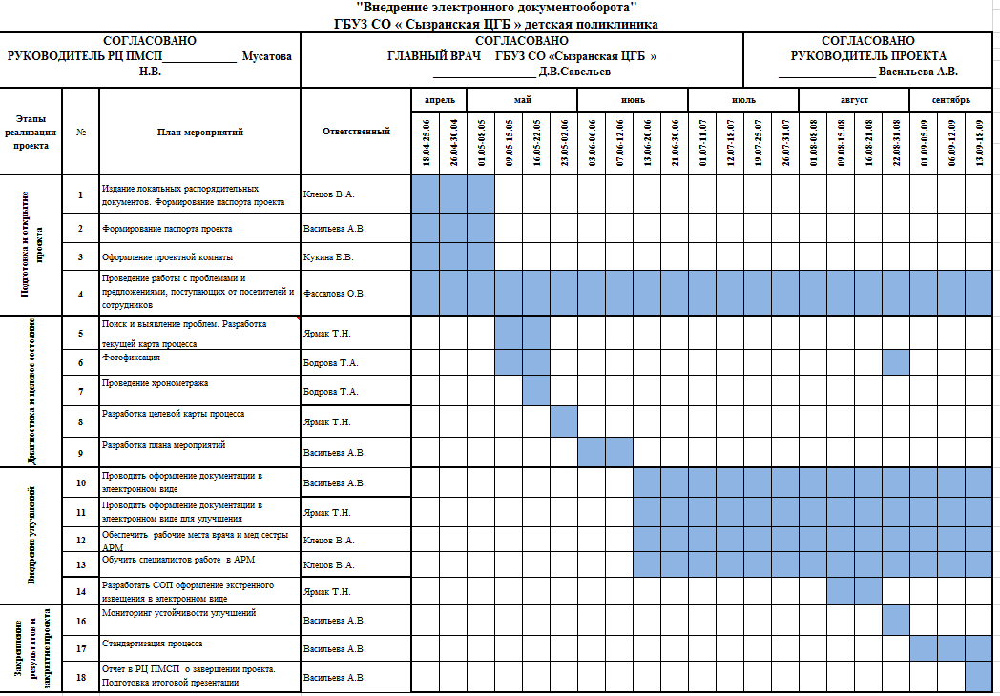 "Внедрение электронного документооборота"
ГБУЗ СО « Сызранская ЦГБ » детская поликлиника
СОГЛАСОВАНО
РУКОВОДИТЕЛЬ РЦ ПМСП_________________ Мусатова
Н.В.
СОГЛАСОВАНО
ГЛАВНЫЙ ВРАЧ ГБУЗ СО «Сызранская ЦГБ »
_________________ Д.В.Савельев
СОГЛАСОВАНО
РУКОВОДИТЕЛЬ ПРОЕКТА
_________________ Васильева А.В.
Этапы
реализации
проекта
№
План мероприятий
Ответственный
апрель
май
июнь
июль
август
сентябрь
18.04-25.06
26.04-30.04
01.05-08.05
09.05-15.05
16.05-22.05
23.05-02.06
03.06-06.06
07.06-12.06
13.06-20.06
21.06-30.06
01.07-11.07
12.07-18.07
19.07-25.07
26.07-31.07
01.08-08.08
09.08-15.08
16.08-21.08
22.08-31.08
01.09-05.09
06.09-12.09
13.09-18.09
Подготовка и открытие
проекта
1
Издание локальных распорядительных
документов. Формирование паспорта проекта
Клецов В.А.
2
Формирование паспорта проекта
Васильева А.В.
3
Оформление проектной комнаты
Кукина Е.В.
4
Проведение работы с проблемами и
предложениями, поступающих от посетителей и
сотрудников
Фассалова О.В.
Диагностика и целевое состояние
5
Поиск и выявление проблем. Разработка
текущей карта процесса
Ярмак Т.Н.
6
Фотофиксация
Бодрова Т.А.
7
Проведение хронометража
Бодрова Т.А.
8
Разработка целевой карты процесса
Ярмак Т.Н.
9
Разработка плана мероприятий
Васильева А.В.
Внедрение улучшений
10
Проводить оформление документации в
элеектронном виде
Васильева А.В.
11
Проводить оформление документации в
элеектронном виде для улучшения
Ярмак Т.Н.
12
Обеспечить рабочие места врача и мед.сестры
АРМ
Клецов В.А.
13
Обучить специалистов работе в АРМ
Клецов В.А.
14
Разработать СОП оформление экстренного
извещения в электронном виде
Ярмак Т.Н.
Закрепление
результатов и
закрытие проекта
16
Мониторинг устойчивости улучшений
Васильева А.В.
17
Стандартизация процесса
Васильева А.В.
18
Отчет в РЦ ПМСП о завершении проекта.
Подготовка итоговой презентации
Васильева А.В.